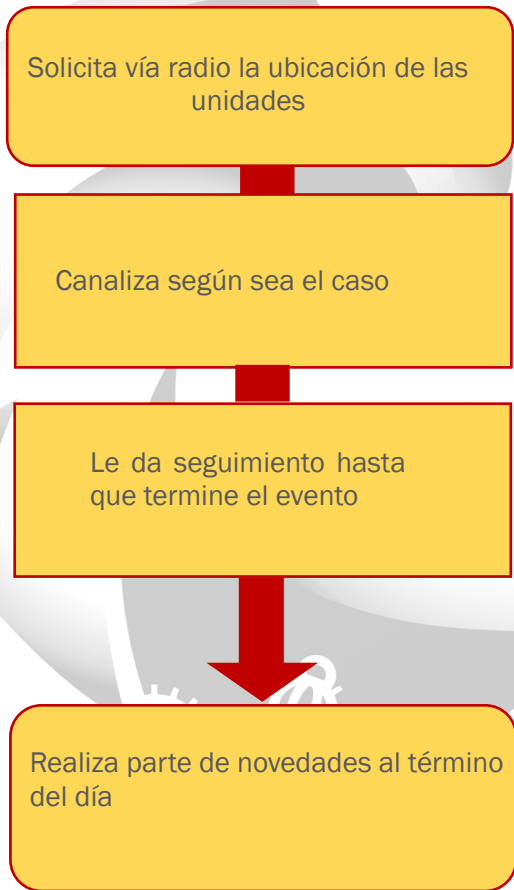 Solicita vía radio la ubicación de las
unidades
Canaliza según sea el caso
Le da seguimiento hasta
que termine el evento
Realiza parte de novedades al término
del día